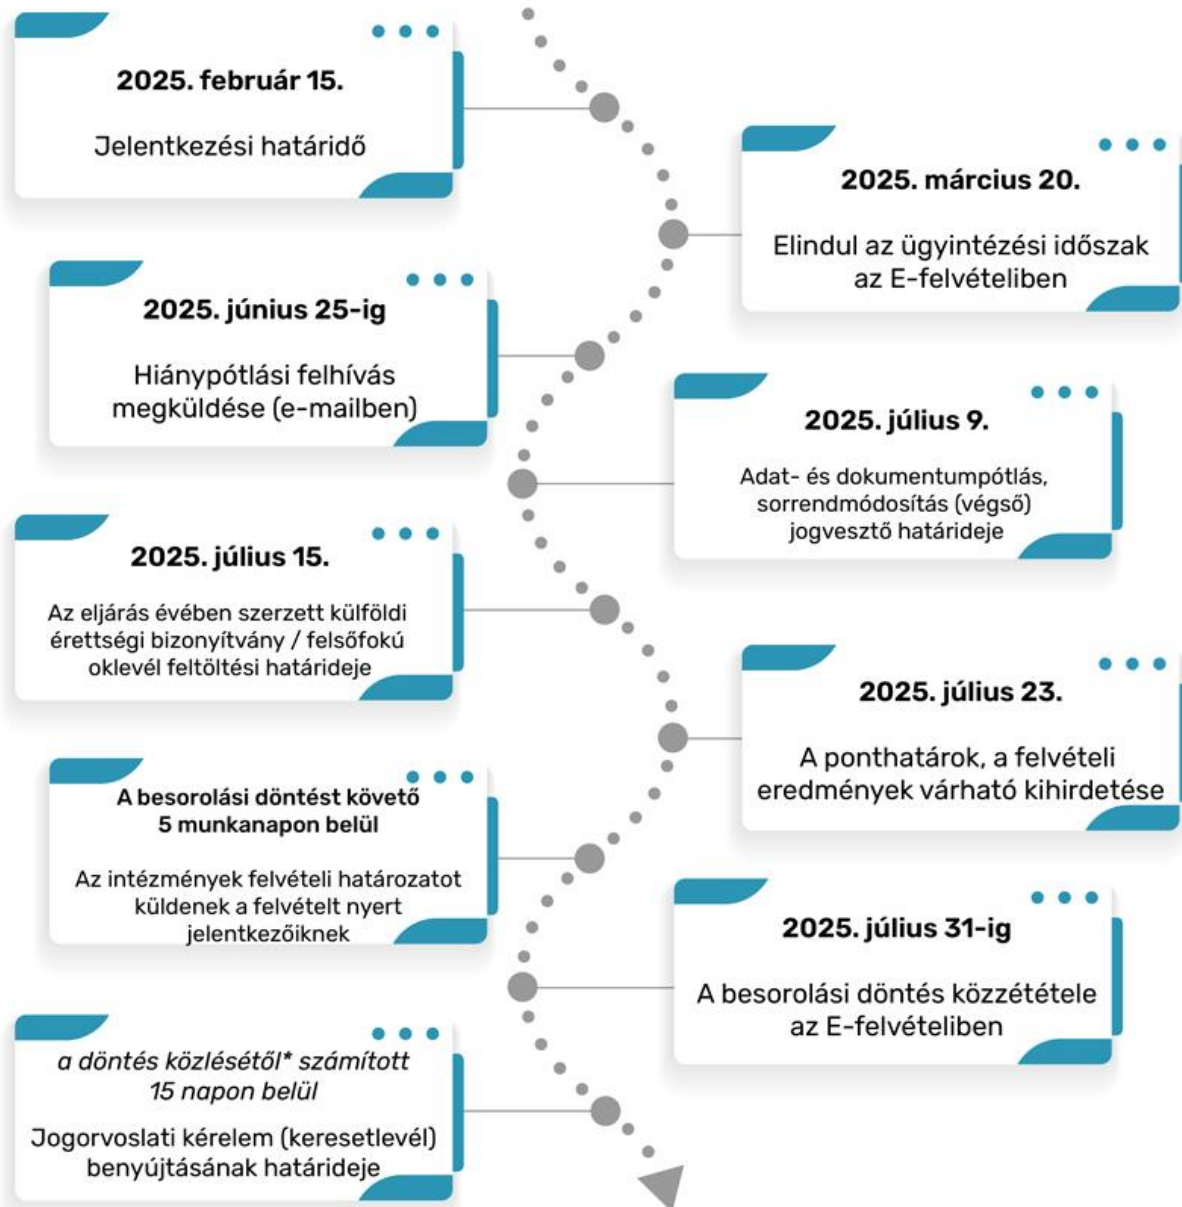 2025. február 15.
Jelentkezési határidő
2025. március 20.
Elindul az ügyintézési időszak
az E-felvételiben
2025. június 25-ig
Hiánypótlási felhívás
megküldése (e-mailben)
2025. július 9.
Adat- és dokumentumpótlás,
sorrendmódosítás (végső)
jogvesztő határideje
2025. július 15.
Az eljárás évében szerzett külföldi
érettségi bizonyítvány / felsőfokú
oklevél feltöltési határideje
2025. július 23.
A ponthatárok, a felvételi
eredmények várható kihirdetése
A besorolási döntést követő
5 munkanapon belül
Az intézmények felvételi határozatot
küldenek a felvételt nyert
jelentkezőiknek
2025. július 31-ig
A besorolási döntés közzététele
az E-felvételiben
a döntés közlésétől* számított
15 napon belül
Jogorvoslati kérelem (keresetlevél)
benyújtásának határideje